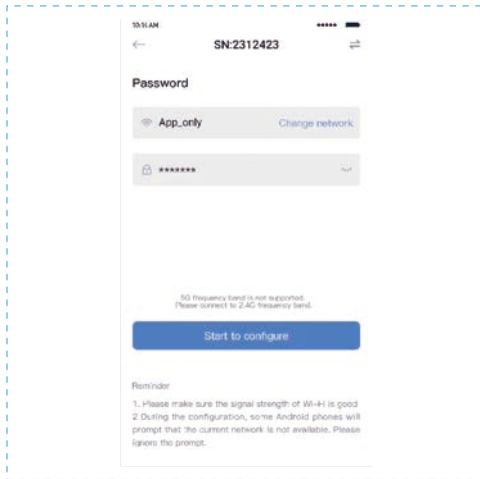 10:14 AM
SN:2312423
Password
App_only Change network
*******
5G frequency band is not supported.
Please connect to 2.4G frequency band.
Start to configure
Reminder
1. Please make sure the signal strength of Wi-Fi is good
2 During the configuration, some Android phones will
prompt that the current network is not available. Please
ignore the prompt.